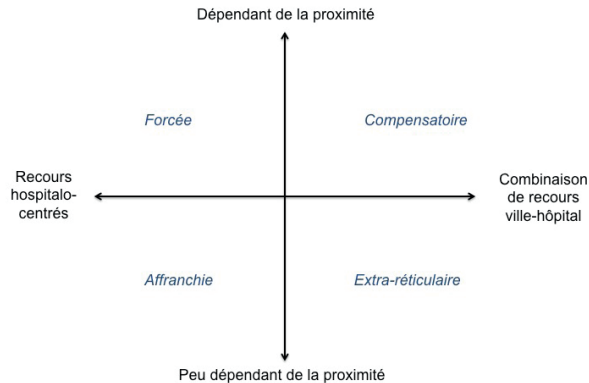 Dépendant de la proximité
Forcée
Compensatoire
Recours
hospitalo-
centrés
Combinaison
de recours
ville-hôpital
Affranchie
Extra-réticulaire
Peu dépendant de la proximité